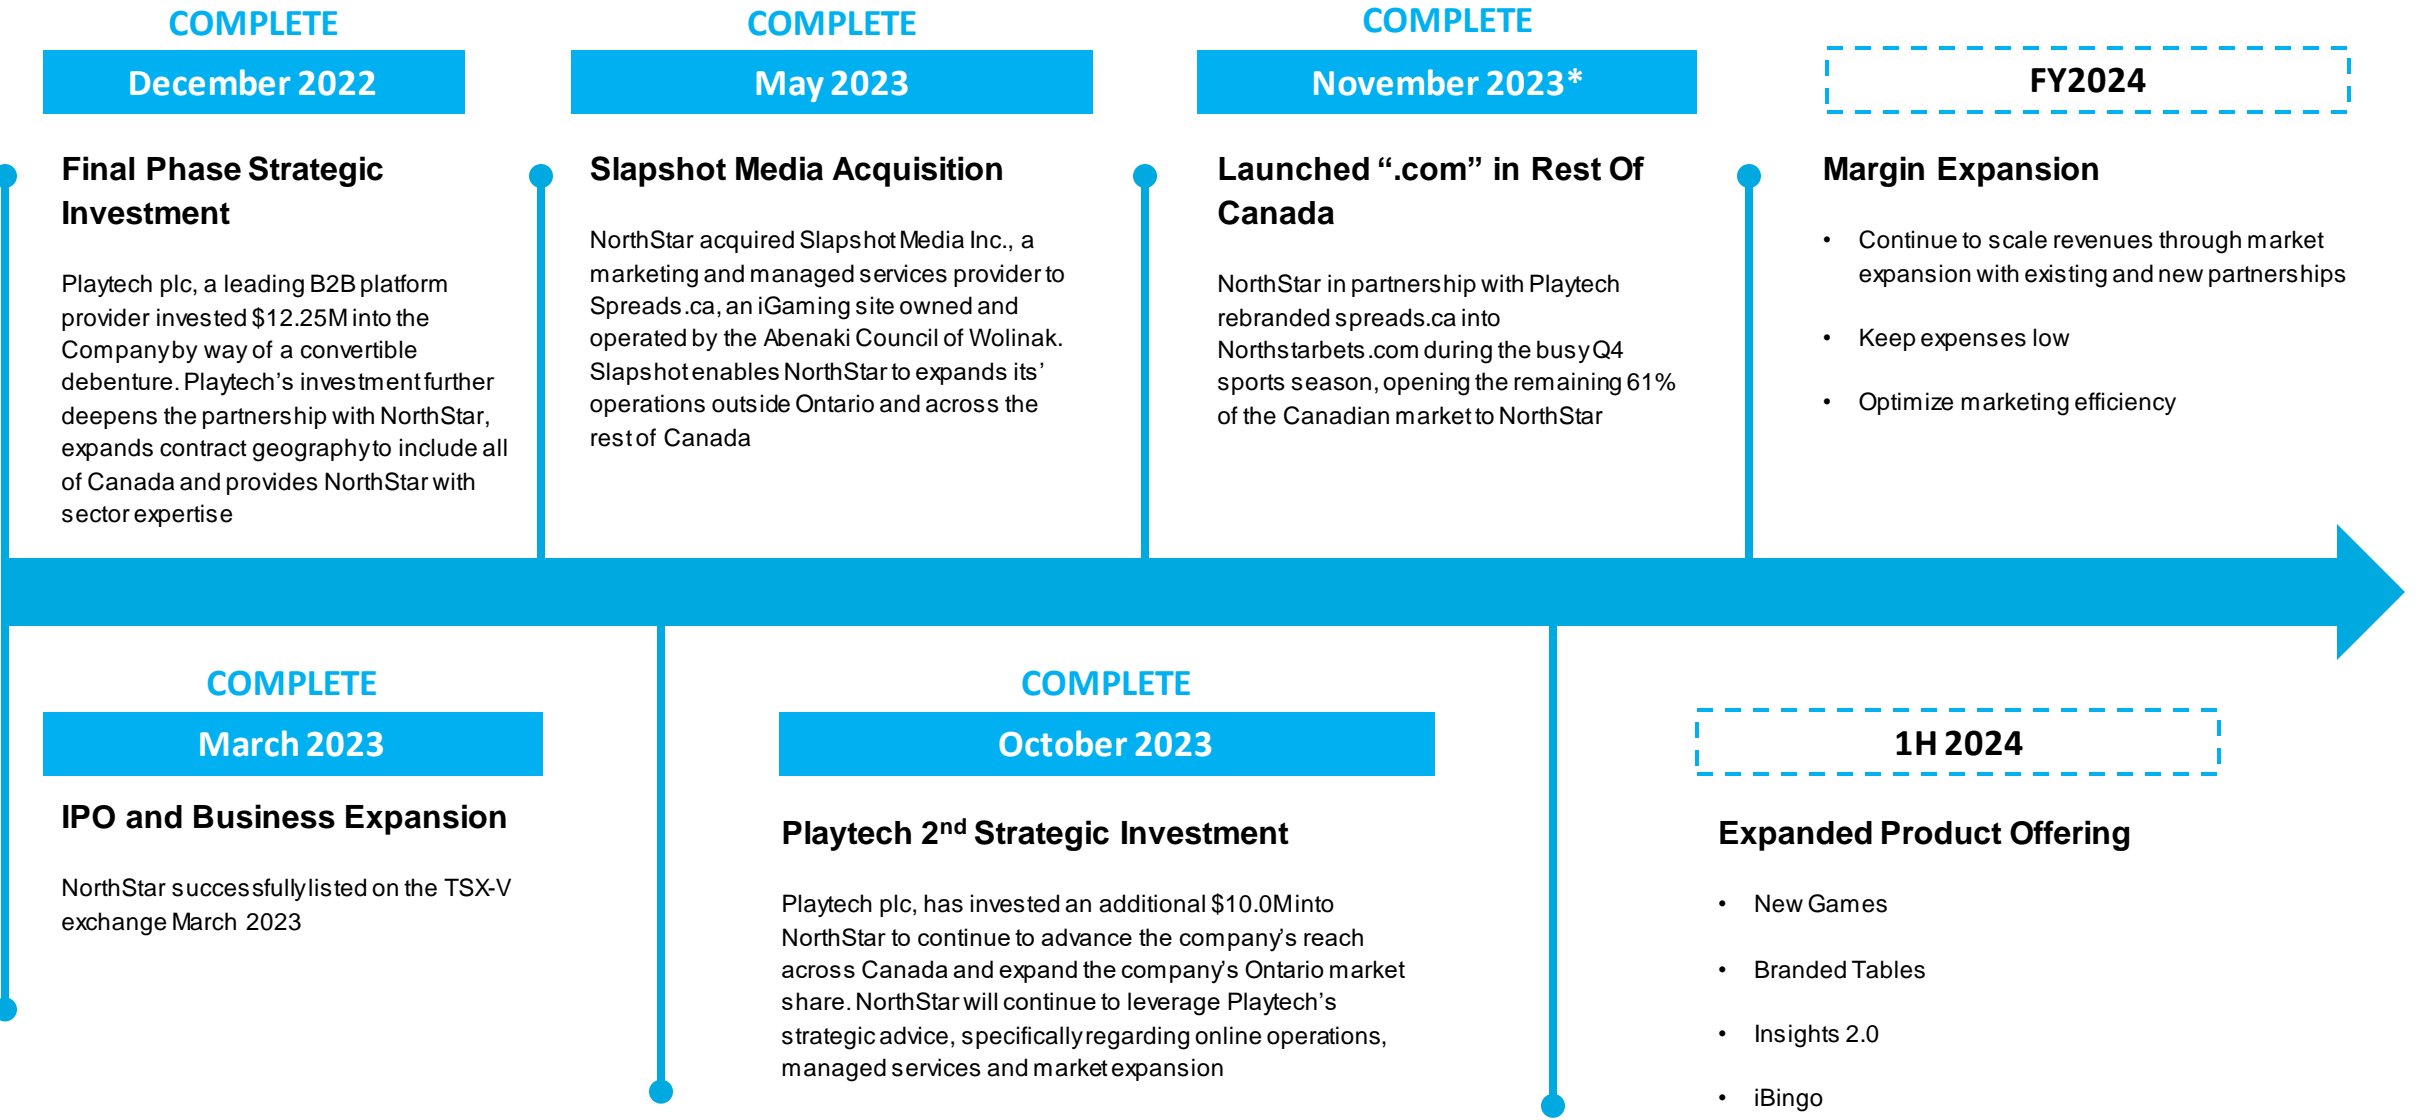 COMPLETE
December 2022
Final Phase Strategic
Investment
Playtech plc, a leading B2B platform
provider invested $12.25M into the
Company by way of a convertible
debenture. Playtech’s investment further
deepens the partnership with NorthStar,
expands contract geography to include all
of Canada and provides NorthStar with
sector expertise
COMPLETE
May 2023
Slapshot Media Acquisition
NorthStar acquired Slapshot Media Inc., a
marketing and managed services provider to
Spreads.ca, an iGaming site owned and
operated by the Abenaki Council of Wolinak.
Slapshot enables NorthStar to expands its’
operations outside Ontario and across the
rest of Canada
COMPLETE
November 2023*
Launched “.com” in Rest Of
Canada
NorthStar in partnership with Playtech
rebranded spreads.ca into
Northstarbets.com during the busy Q4
sports season, opening the remaining 61%
of the Canadian market to NorthStar
FY2024
Margin Expansion
• Continue to scale revenues through market
expansion with existing and new partnerships
• Keep expenses low
• Optimize marketing efficiency
COMPLETE
March 2023
IPO and Business Expansion
NorthStar successfully listed on the TSX-V
exchange March 2023
COMPLETE
October 2023
Playtech 2nd Strategic Investment
Playtech plc, has invested an additional $10.0M into
NorthStar to continue to advance the company’s reach
across Canada and expand the company’s Ontario market
share. NorthStar will continue to leverage Playtech’s
strategic advice, specifically regarding online operations,
managed services and market expansion
1H 2024
Expanded Product Offering
• New Games
• Branded Tables
• Insights 2.0
• iBingo